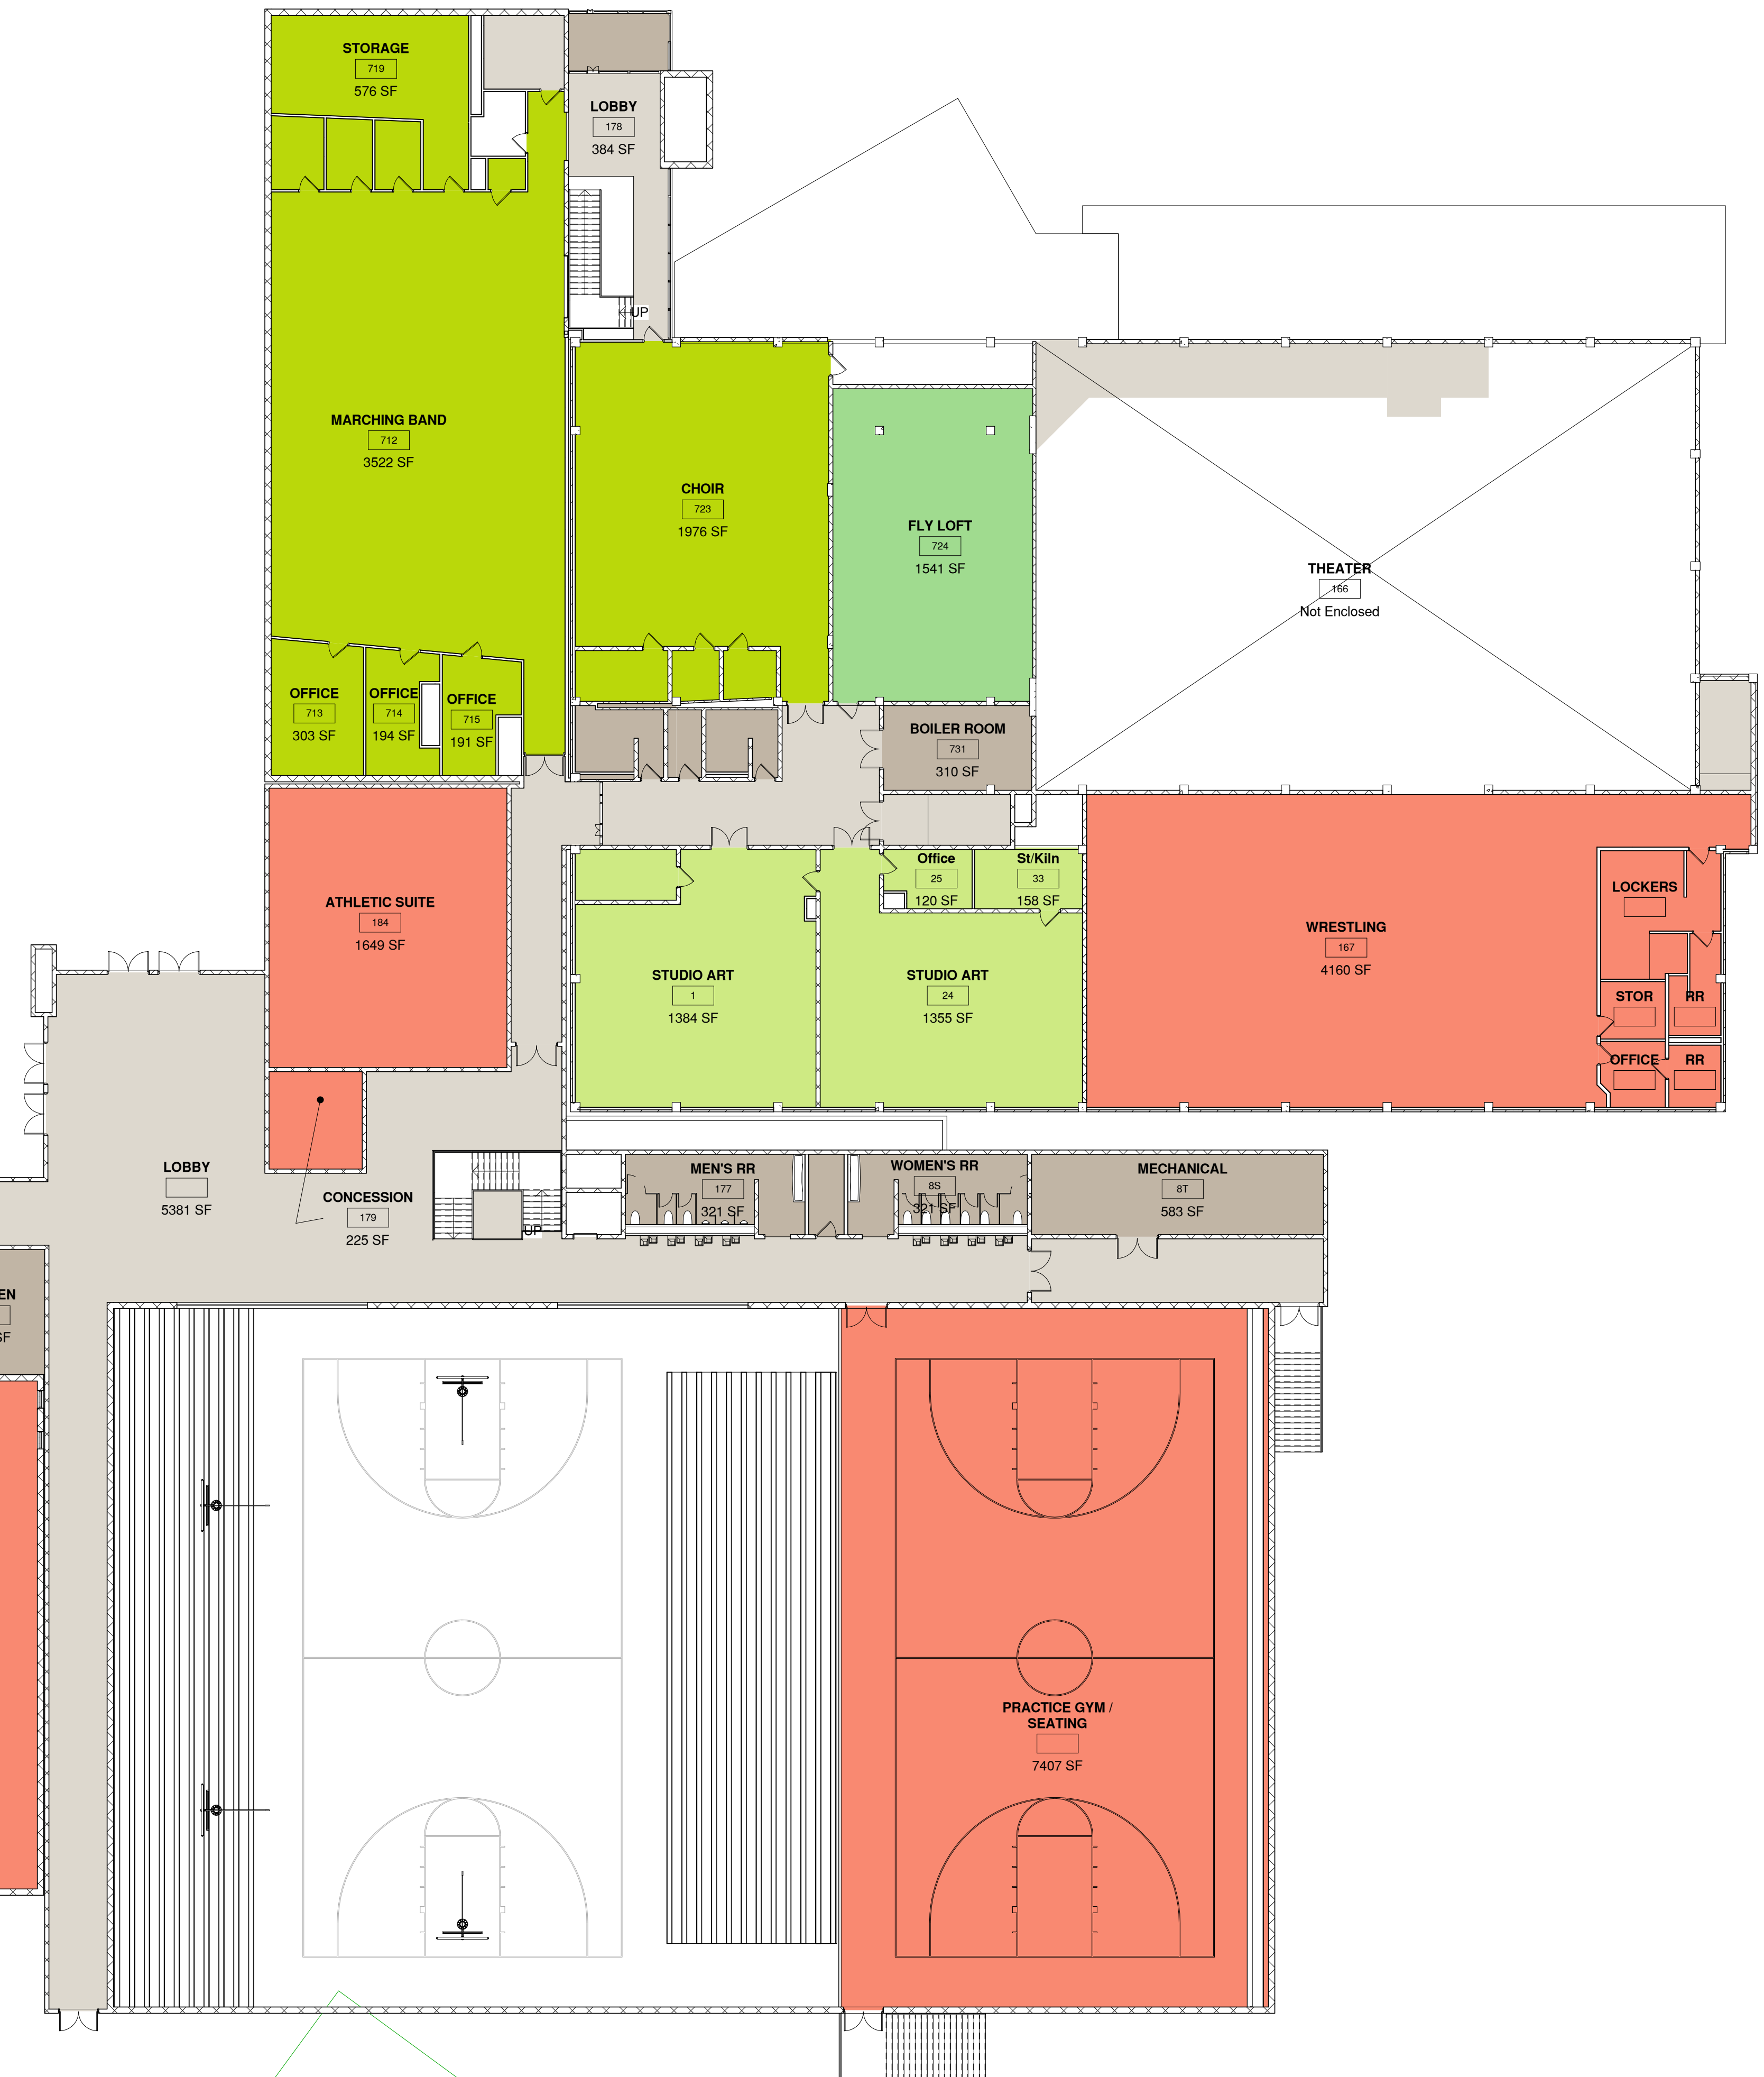 STORAGE
719
576 SF
LOBBY
178
384 SF
UP
MARCHING BAND
712
3522 SF
CHOIR
723
1976 SF
FLY LOFT
724
1541 SF
THEATER
166
Not Enclosed
OFFICE
713
303 SF
OFFICE
714
194 SF
OFFICE
715
191 SF
BOILER ROOM
731
310 SF
ATHLETIC SUITE
184
1649 SF
Office
25
120 SF
St/Kiln
33
158 SF
STUDIO ART
1
1384 SF
STUDIO ART
24
1355 SF
WRESTLING
167
4160 SF
LOCKERS
STOR
RR
OFFICE
RR
LOBBY
5381 SF
CONCESSION
179
225 SF
UP
MEN'S RR
177
321 SF
WOMEN'S RR
8S
321 SF
MECHANICAL
8T
583 SF
EN
SF
PRACTICE GYM /
SEATING
7407 SF